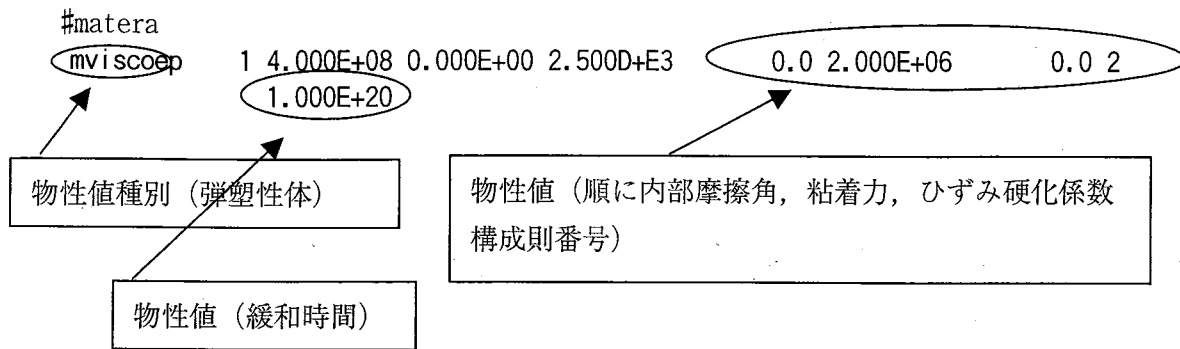 #matera
mviscoep 1 4.000E+08 0.000E+00 2.500D+E3 0.0 2.000E+06 0.0 2
1.000E+20
物性値種別（弾塑性体）
物性値（順に内部摩擦角，粘着力，ひずみ硬化係数
構成則番号）
物性値（緩和時間）